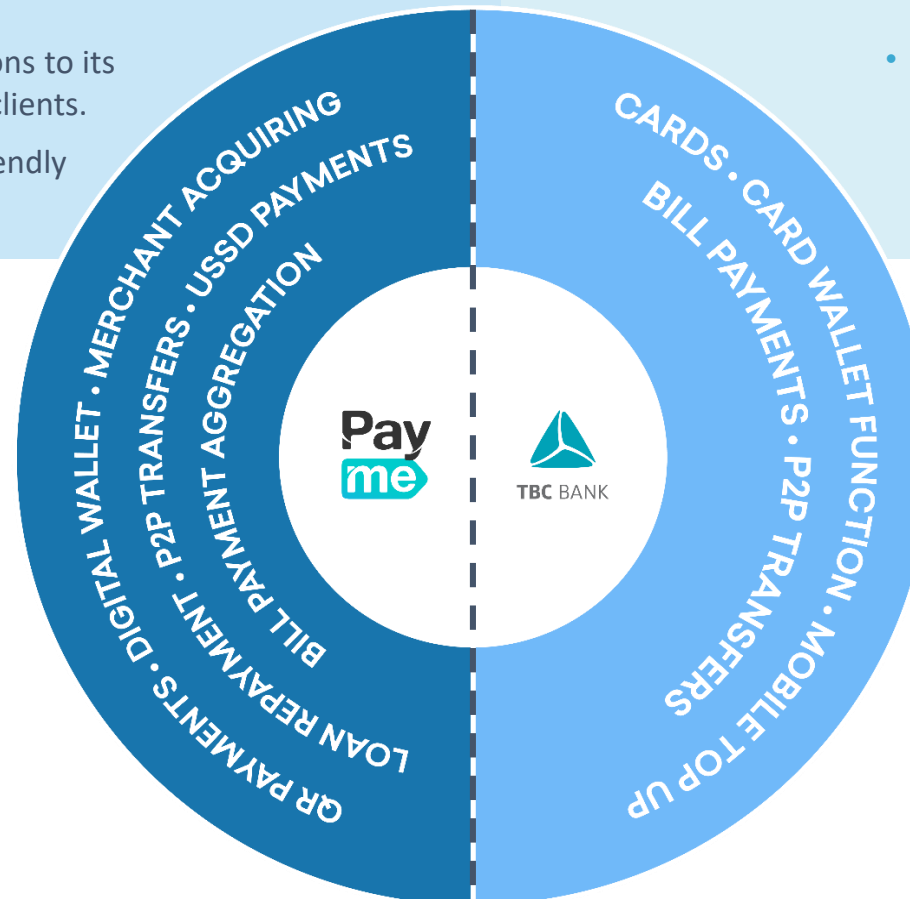 ons to its
clients.
endly
•
QR PAYMENTS • DIGITAL WALLET • MERCHANT ACQUIRING
LOAN REPAYMENT • P2P TRANSFERS • USSD PAYMENTS
BILL PAYMENT AGGREGATION
Pay
me
TBC BANK
CARDS • CARD WALLET FUNCTION • MOBILE TOP UP
BILL PAYMENTS • P2P TRANSFERS